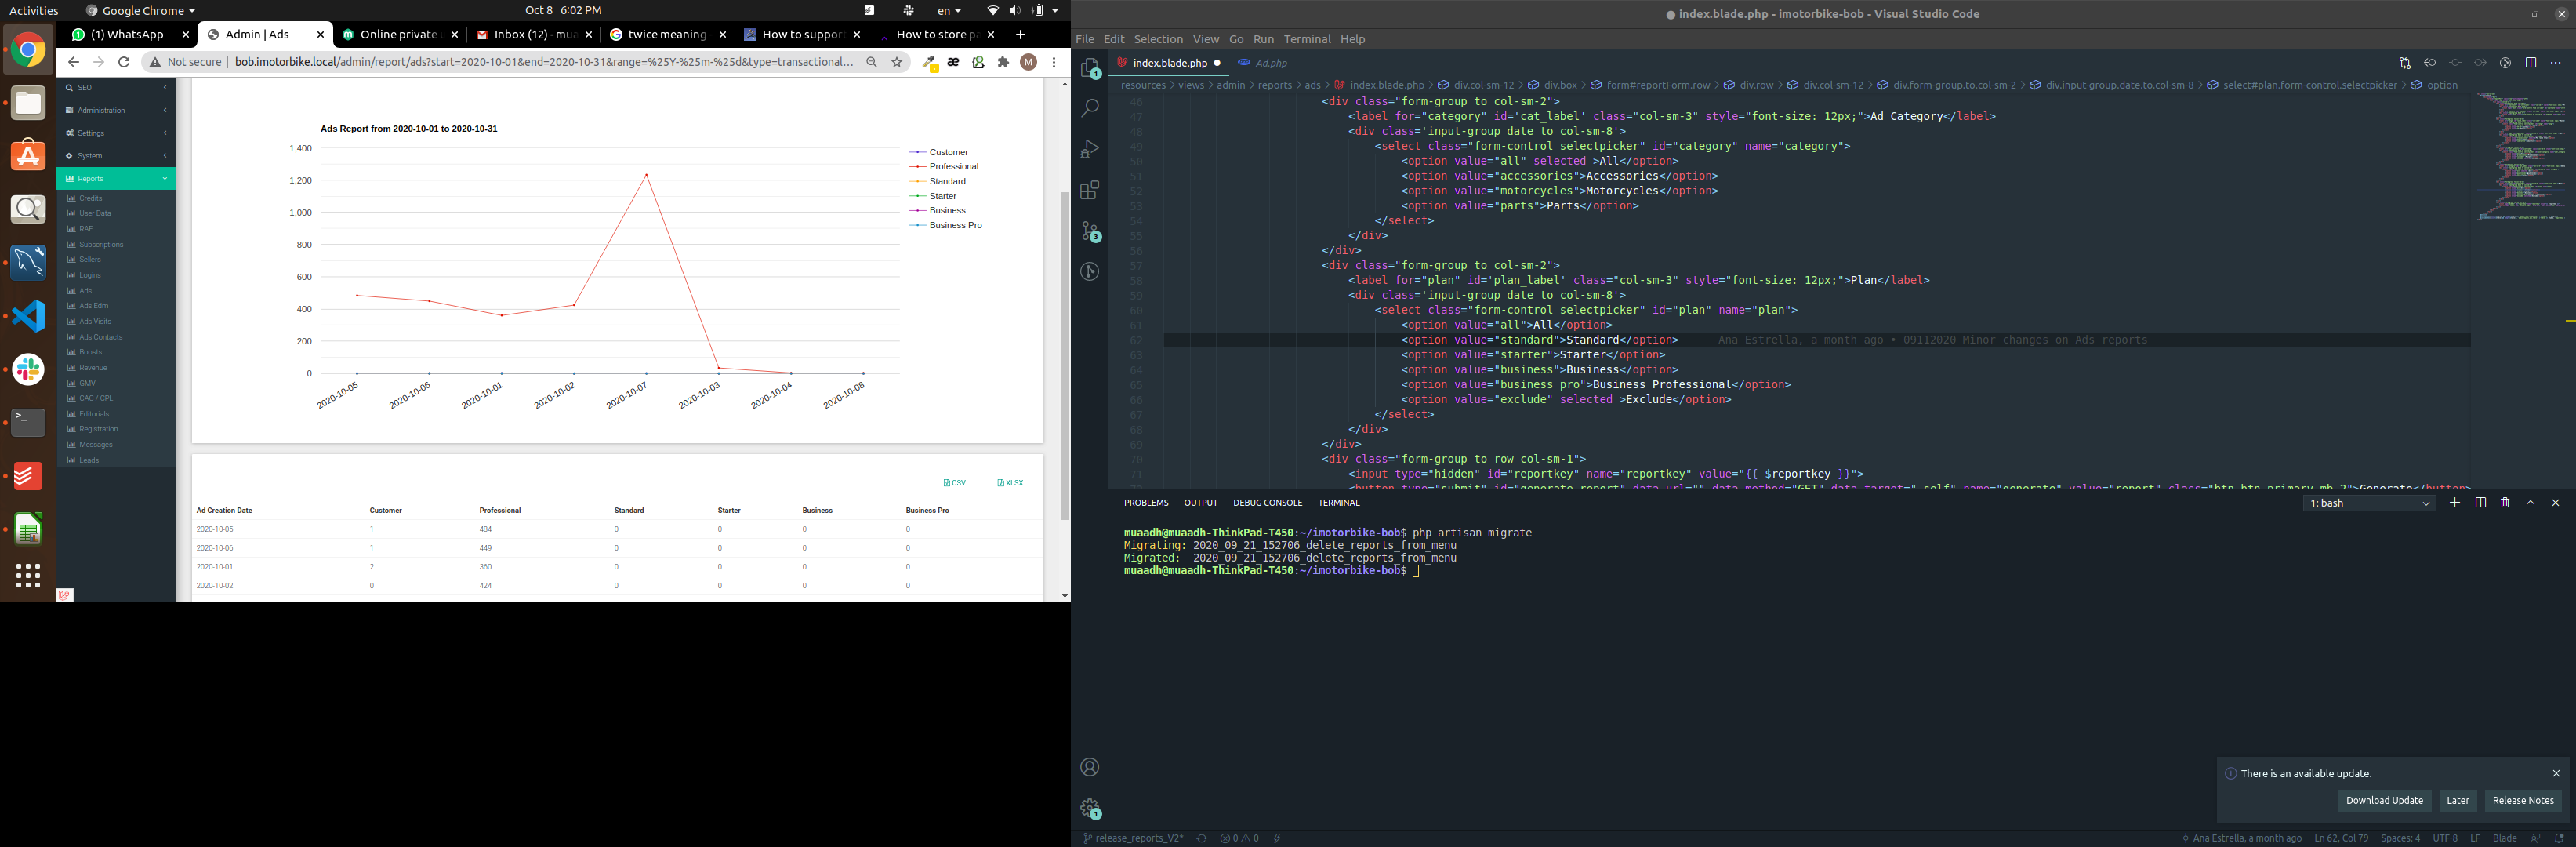 Activities
Google Chrome
Oct 8 6:02 PM
en
(1) WhatsApp
Admin | Ads
Online private
Inbox (12) - mua
twice meaning
How to support
How to store pa
Not secure
bob.imotorbike.local/admin/report/ads?start=2020-10-01&end=2020-10-31&range=%25Y-%25m-%25d&type=transactional...
M
SEO
Administration
Settings
System
Reports
Credits
User Data
RAF
Subscriptions
Sellers
Logins
Ads
Ads Edm
Ads Visits
Ads Contacts
Boosts
Revenue
GMV
CAC / CPL
Editorials
Registration
Messages
Leads
Ads Report from 2020-10-01 to 2020-10-31
1,400
1,200
1,000
800
600
400
200
0
2020-10-05
2020-10-06
2020-10-01
2020-10-02
2020-10-07
2020-10-03
2020-10-04
2020-10-08
Customer
Professional
Standard
Starter
Business
Business Pro
CSV
XLSX
Ad Creation Date Customer Professional Standard Starter Business Business Pro
2020-10-05 1 484 0 0 0 0
2020-10-06 1 449 0 0 0 0
2020-10-01 2 360 0 0 0 0
2020-10-02 0 424 0 0 0 0
index.blade.php - imotorbike-bob - Visual Studio Code
File Edit Selection View Go Run Terminal Help
index.blade.php
Ad.php
resources > views > admin > reports > ads > index.blade.php > div.col-sm-12 > div.box > form#reportForm.row > div.row > div.col-sm-12 > div.form-group.to.col-sm-2 > div.input-group.date.to.col-sm-8 > select#plan.form-control.selectpicker > option
46 <div class="form-group to col-sm-2">
47 <label for="category" id='cat_label' class="col-sm-3" style="font-size: 12px;">Ad Category</label>
48 <div class='input-group date to col-sm-8'>
49 <select class="form-control selectpicker" id="category" name="category">
50 <option value="all" selected >All</option>
51 <option value="accessories">Accessories</option>
52 <option value="motorcycles">Motorcycles</option>
53 <option value="parts">Parts</option>
54 </select>
55 </div>
56 </div>
57 <div class="form-group to col-sm-2">
58 <label for="plan" id='plan_label' class="col-sm-3" style="font-size: 12px;">Plan</label>
59 <div class='input-group date to col-sm-8'>
60 <select class="form-control selectpicker" id="plan" name="plan">
61 <option value="all">All</option>
62 <option value="standard">Standard</option> Ana Estrella, a month ago • 09112020 Minor changes on Ads reports
63 <option value="starter">Starter</option>
64 <option value="business">Business</option>
65 <option value="business_pro">Business Professional</option>
66 <option value="exclude" selected >Exclude</option>
67 </select>
68 </div>
69 </div>
70 <div class="form-group to row col-sm-1">
71 <input type="hidden" id="reportkey" name="reportkey" value="{{ $reportkey }}">
PROBLEMS OUTPUT DEBUG CONSOLE TERMINAL
1: bash
muaadh@muaadh-ThinkPad-T450:~/imotorbike-bob$ php artisan migrate
Migrating: 2020_09_21_152706_delete_reports_from_menu
Migrated: 2020_09_21_152706_delete_reports_from_menu
muaadh@muaadh-ThinkPad-T450:~/imotorbike-bob$
There is an available update.
Download Update
Later
Release Notes
release_reports_V2*
0
0
Ana Estrella, a month ago
Ln 62, Col 79
Spaces: 4
UTF-8
LF
Blade